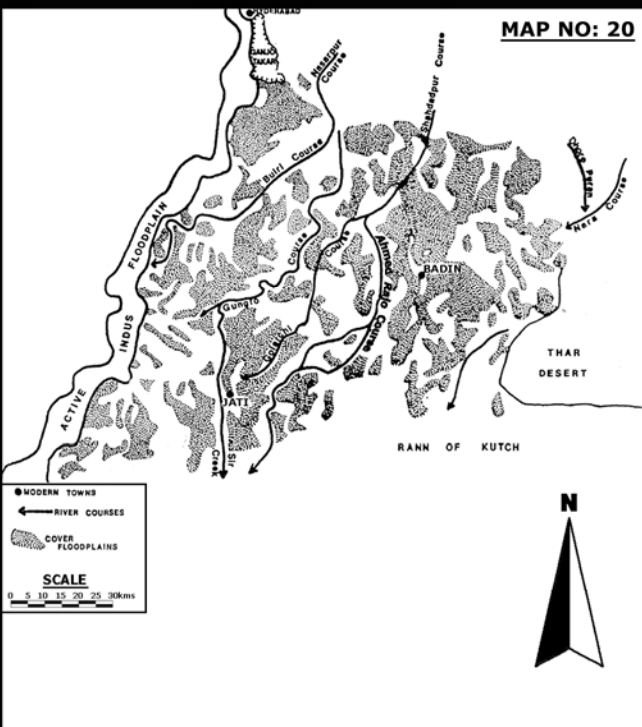 MAP NO: 20
HYDERABAD
GANJO
TAKAR
Nasarpur
Course
Shahdadpur Course
Bulri Course
Nara Course
FLOODPLAIN
INDUS
ACTIVE
Course
Gungro
Course
Ahmed Rajo Course
BADIN
THAR
DESERT
JATI
Sir
Creek
RANN OF KUTCH
MODERN TOWNS
RIVER COURSES
COVER
FLOODPLAINS
SCALE
0 5 10 15 20 25 30kms
N